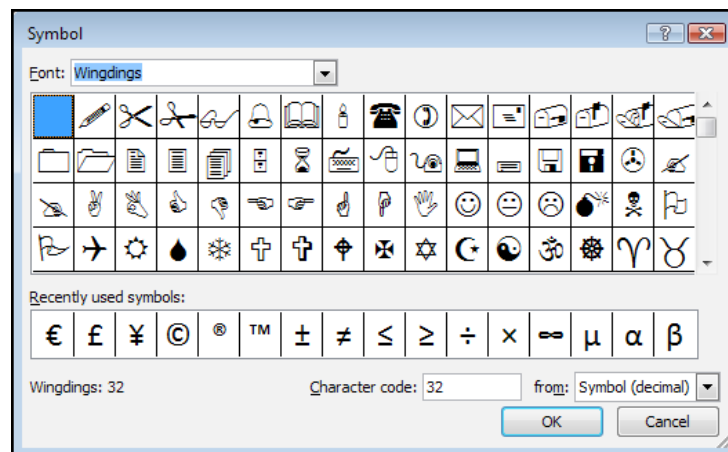 Symbol
Font: Wingdings
Recently used symbols:
€ £ ¥ © ® ™ ± ≠ ≤ ≥ ÷ × ∞ µ α β
Wingdings: 32 Character code: 32 from: Symbol (decimal)
OK Cancel